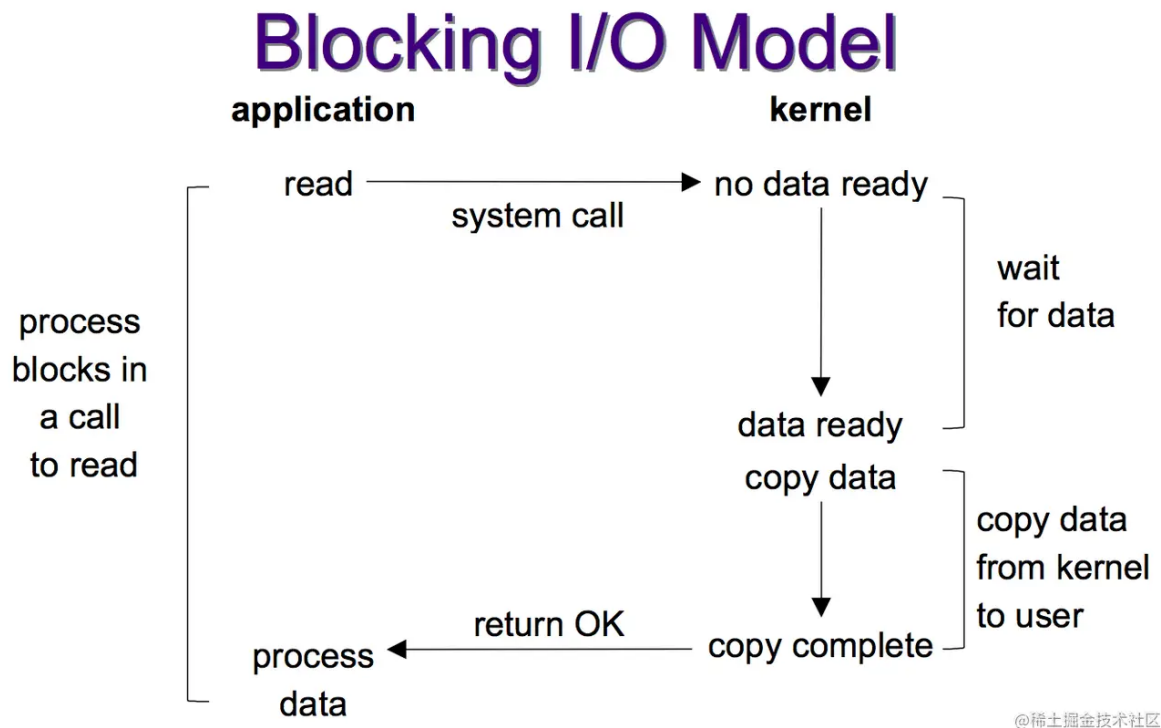 Blocking I/O Model
application
kernel
read
system call
no data ready
wait
for data
process
blocks in
a call
to read
data ready
copy data
copy data
from kernel
to user
return OK
copy complete
process
data
@稀土掘金技术社区